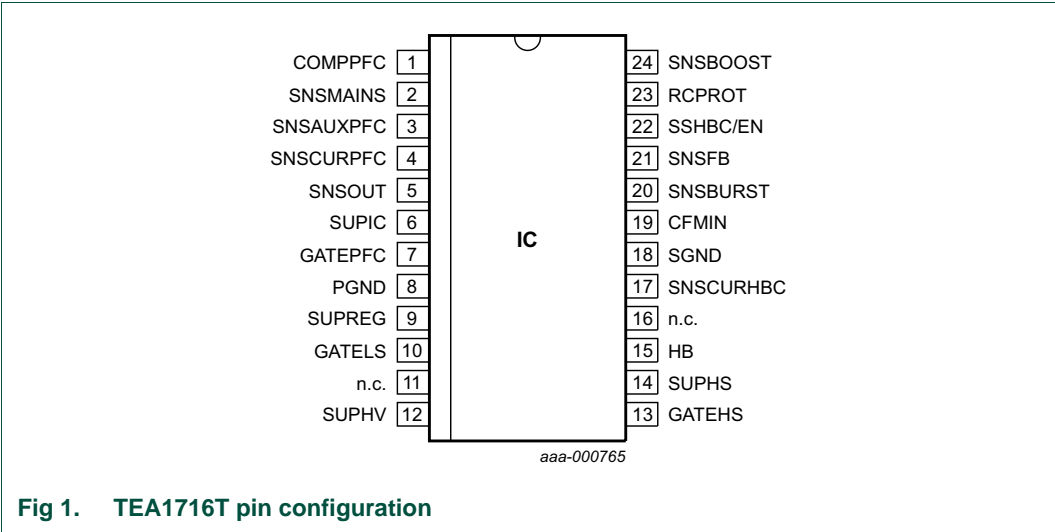 COMPPFC 1
SNSMAINS 2
SNSAUXPFC 3
SNSCURPFC 4
SNSOUT 5
SUPIC 6
GATEPFC 7
PGND 8
SUPREG 9
GATELS 10
n.c. 11
SUPHV 12
IC
24 SNSBOOST
23 RCPROT
22 SSHBC/EN
21 SNSFB
20 SNSBURST
19 CFMIN
18 SGND
17 SNSCURHBC
16 n.c.
15 HB
14 SUPHS
13 GATEHS
aaa-000765
Fig 1. TEA1716T pin configuration